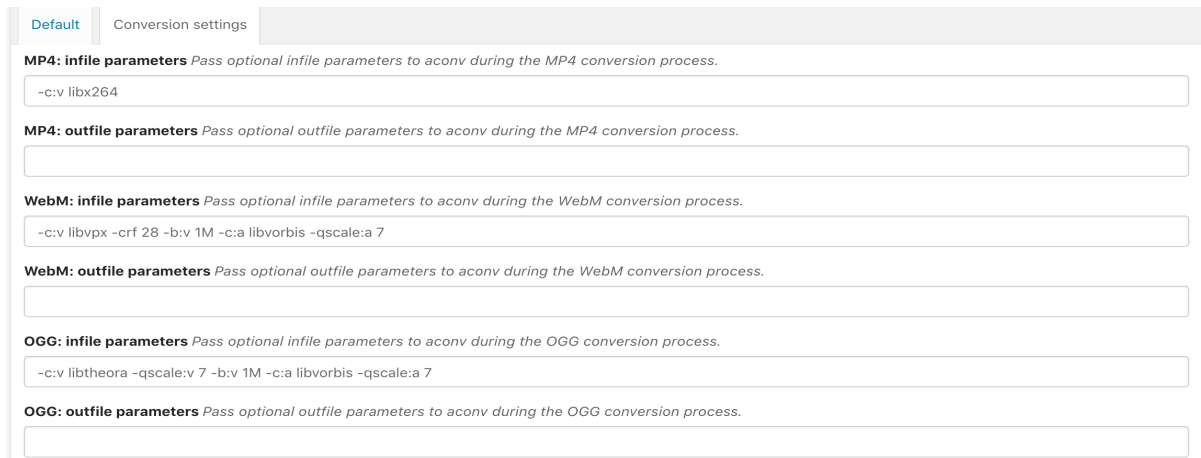 Default Conversion settings
MP4: infile parameters Pass optional infile parameters to aconv during the MP4 conversion process.
-c:v libx264
MP4: outfile parameters Pass optional outfile parameters to aconv during the MP4 conversion process.
WebM: infile parameters Pass optional infile parameters to aconv during the WebM conversion process.
-c:v libvpx -crf 28 -b:v 1M -c:a libvorbis -qscale:a 7
WebM: outfile parameters Pass optional outfile parameters to aconv during the WebM conversion process.
OGG: infile parameters Pass optional infile parameters to aconv during the OGG conversion process.
-c:v libtheora -qscale:v 7 -b:v 1M -c:a libvorbis -qscale:a 7
OGG: outfile parameters Pass optional outfile parameters to aconv during the OGG conversion process.